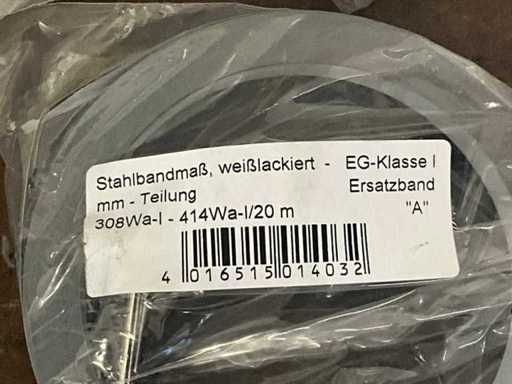 Stahlbandmaß, weißlackiert - EG-Klasse I
mm - Teilung Ersatzband
308Wa-I - 414Wa-I/20 m "A"
4 016515 014032